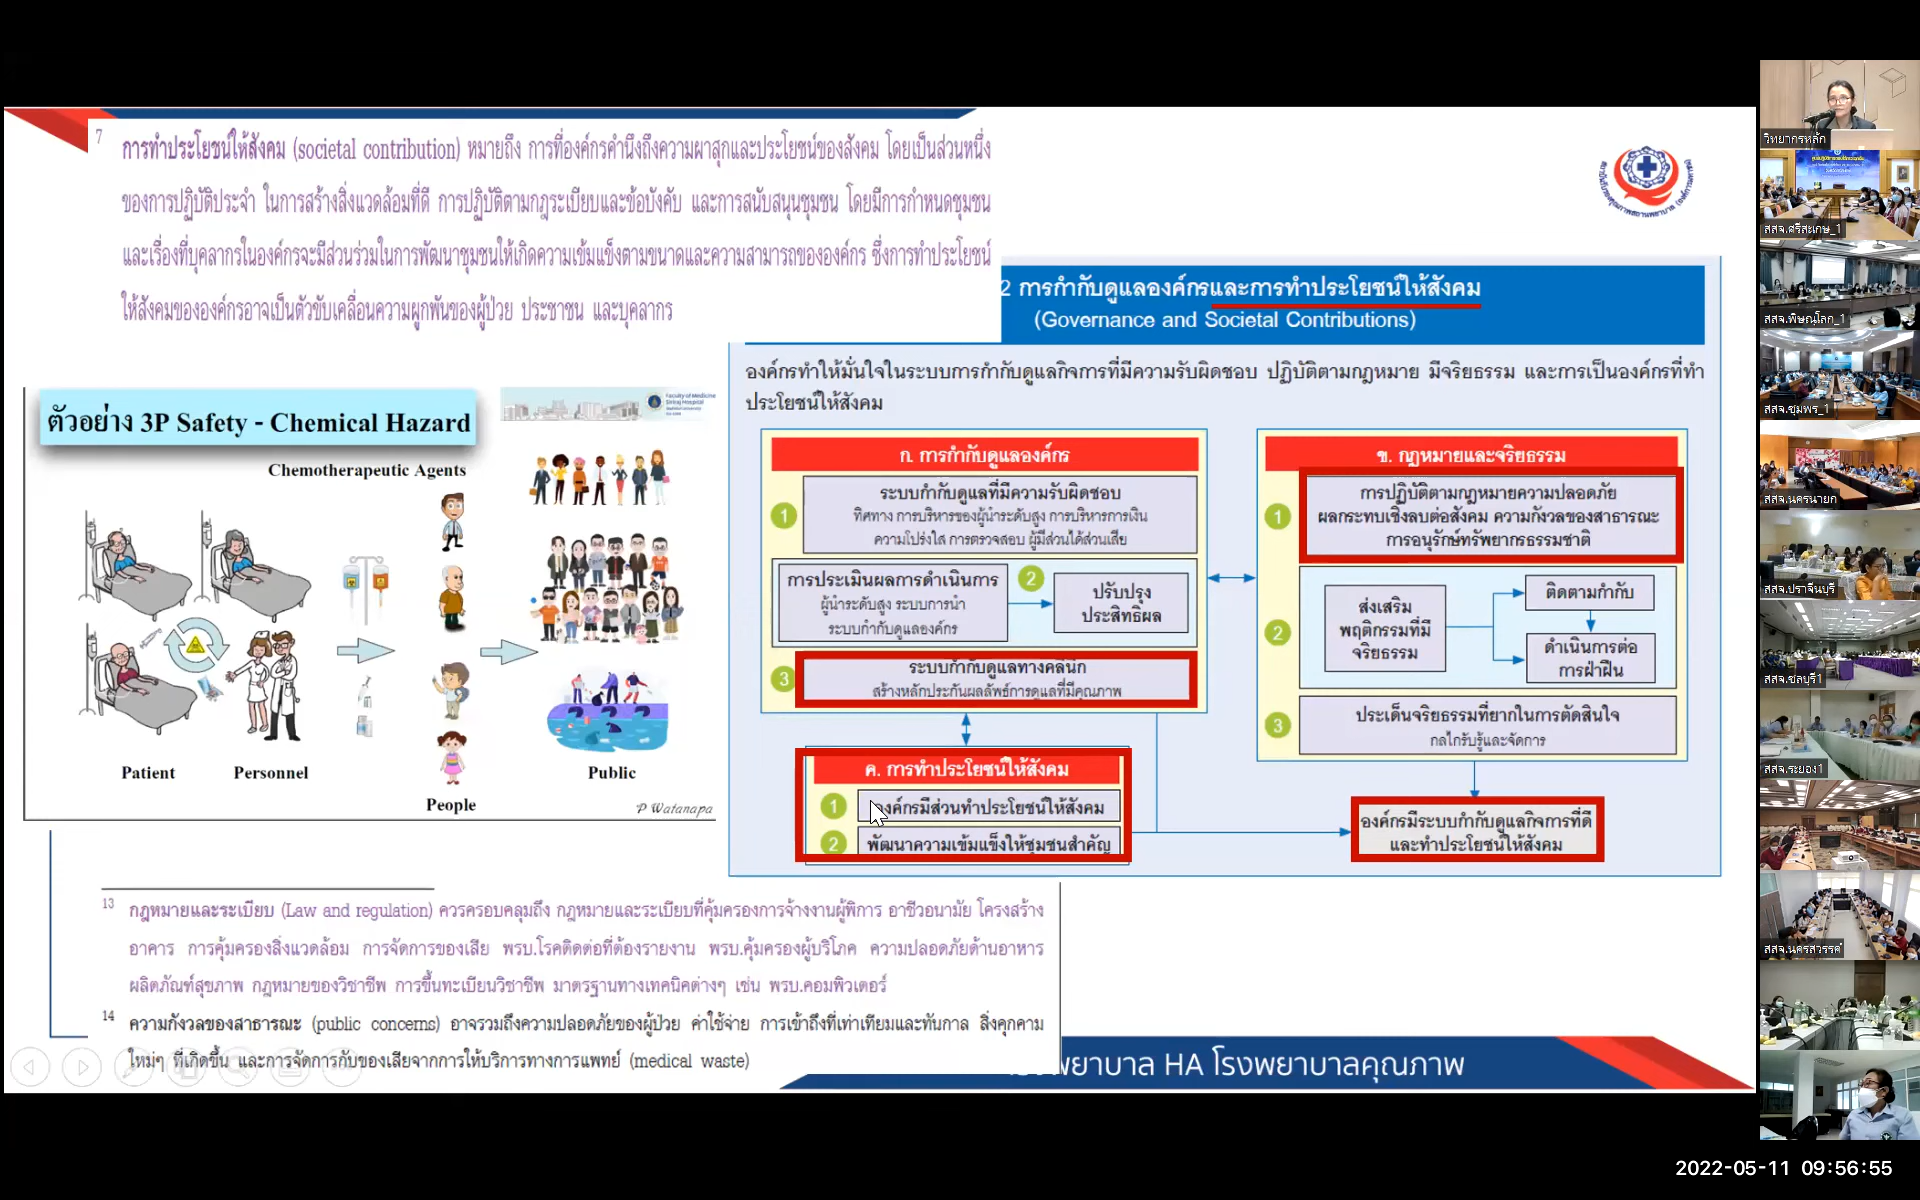 7 การทำประโยชน์ให้สังคม (societal contribution) หมายถึง การที่องค์กรคำนึงถึงความผาสุกและประโยชน์ของสังคม โดยเป็นส่วนหนึ่ง
ของการปฏิบัติประจำ ในการสร้างสิ่งแวดล้อมที่ดี การปฏิบัติตามกฎระเบียบและข้อบังคับ และการสนับสนุนชุมชน โดยมีการกำหนดชุมชน
และเรื่องที่บุคลากรในองค์กรจะมีส่วนร่วมในการพัฒนาชุมชนให้เกิดความเข้มแข็งตามขนาดและความสามารถขององค์กร ซึ่งการทำประโยชน์
ให้สังคมขององค์กรอาจเป็นตัวขับเคลื่อนความผูกพันของผู้ป่วย ประชาชน และบุคลากร
2 การกำกับดูแลองค์กรและการทำประโยชน์ให้สังคม
(Governance and Societal Contributions)
องค์กรทำให้มั่นใจในระบบการกำกับดูแลกิจการที่มีความรับผิดชอบ ปฏิบัติตามกฎหมาย มีจริยธรรม และการเป็นองค์กรที่ทำ
ประโยชน์ให้สังคม
ตัวอย่าง 3P Safety - Chemical Hazard
Faculty of Medicine
Siriraj Hospital
Chemotherapeutic Agents
Patient
Personnel
People
Public
P Watanapa
ก. การกำกับดูแลองค์กร
1
ระบบกำกับดูแลที่มีความรับผิดชอบ
ทิศทาง การบริหารของผู้นำระดับสูง การบริหารการเงิน
ความโปร่งใส การตรวจสอบ ผู้มีส่วนได้ส่วนเสีย
การประเมินผลการดำเนินการ
ผู้นำระดับสูง ระบบการนำ
ระบบกำกับดูแลองค์กร
2
ปรับปรุง
ประสิทธิผล
3
ระบบกำกับดูแลทางคลินิก
สร้างหลักประกันผลลัพธ์การดูแลที่มีคุณภาพ
ข. กฎหมายและจริยธรรม
1
การปฏิบัติตามกฎหมายความปลอดภัย
ผลกระทบเชิงลบต่อสังคม ความกังวลของสาธารณะ
การอนุรักษ์ทรัพยากรธรรมชาติ
2
ส่งเสริม
พฤติกรรมที่มี
จริยธรรม
ติดตามกำกับ
ดำเนินการต่อ
การฝ่าฝืน
3
ประเด็นจริยธรรมที่ยากในการตัดสินใจ
กลไกรับรู้และจัดการ
ค. การทำประโยชน์ให้สังคม
1
องค์กรมีส่วนทำประโยชน์ให้สังคม
2
พัฒนาความเข้มแข็งให้ชุมชนสำคัญ
องค์กรมีระบบกำกับดูแลกิจการที่ดี
และทำประโยชน์ให้สังคม
13 กฎหมายและระเบียบ (Law and regulation) ควรครอบคลุมถึง กฎหมายและระเบียบที่คุ้มครองการจ้างงานผู้พิการ อาชีวอนามัย โครงสร้าง
อาคาร การคุ้มครองสิ่งแวดล้อม การจัดการของเสีย พรบ.โรคติดต่อที่ต้องรายงาน พรบ.คุ้มครองผู้บริโภค ความปลอดภัยด้านอาหาร
ผลิตภัณฑ์สุขภาพ กฎหมายของวิชาชีพ การขึ้นทะเบียนวิชาชีพ มาตรฐานทางเทคนิคต่างๆ เช่น พรบ.คอมพิวเตอร์
14 ความกังวลของสาธารณะ (public concerns) อาจรวมถึงความปลอดภัยของผู้ป่วย ค่าใช้จ่าย การเข้าถึงที่เท่าเทียมและทันกาล สิ่งคุกคาม
ใหม่ๆ ที่เกิดขึ้น และการจัดการกับของเสียจากการให้บริการทางการแพทย์ (medical waste)
พยาบาล HA โรงพยาบาลคุณภาพ
วิทยากรหลัก
สสจ.ศรีสะเกษ_1
สสจ.พิษณุโลก_1
สสจ.ชุมพร_1
สสจ.นครนายก
สสจ.ปราจีนบุรี
สสจ.ชลบุรี1
สสจ.ระยอง1
สสจ.นครสวรรค์
2022-05-11 09:56:55